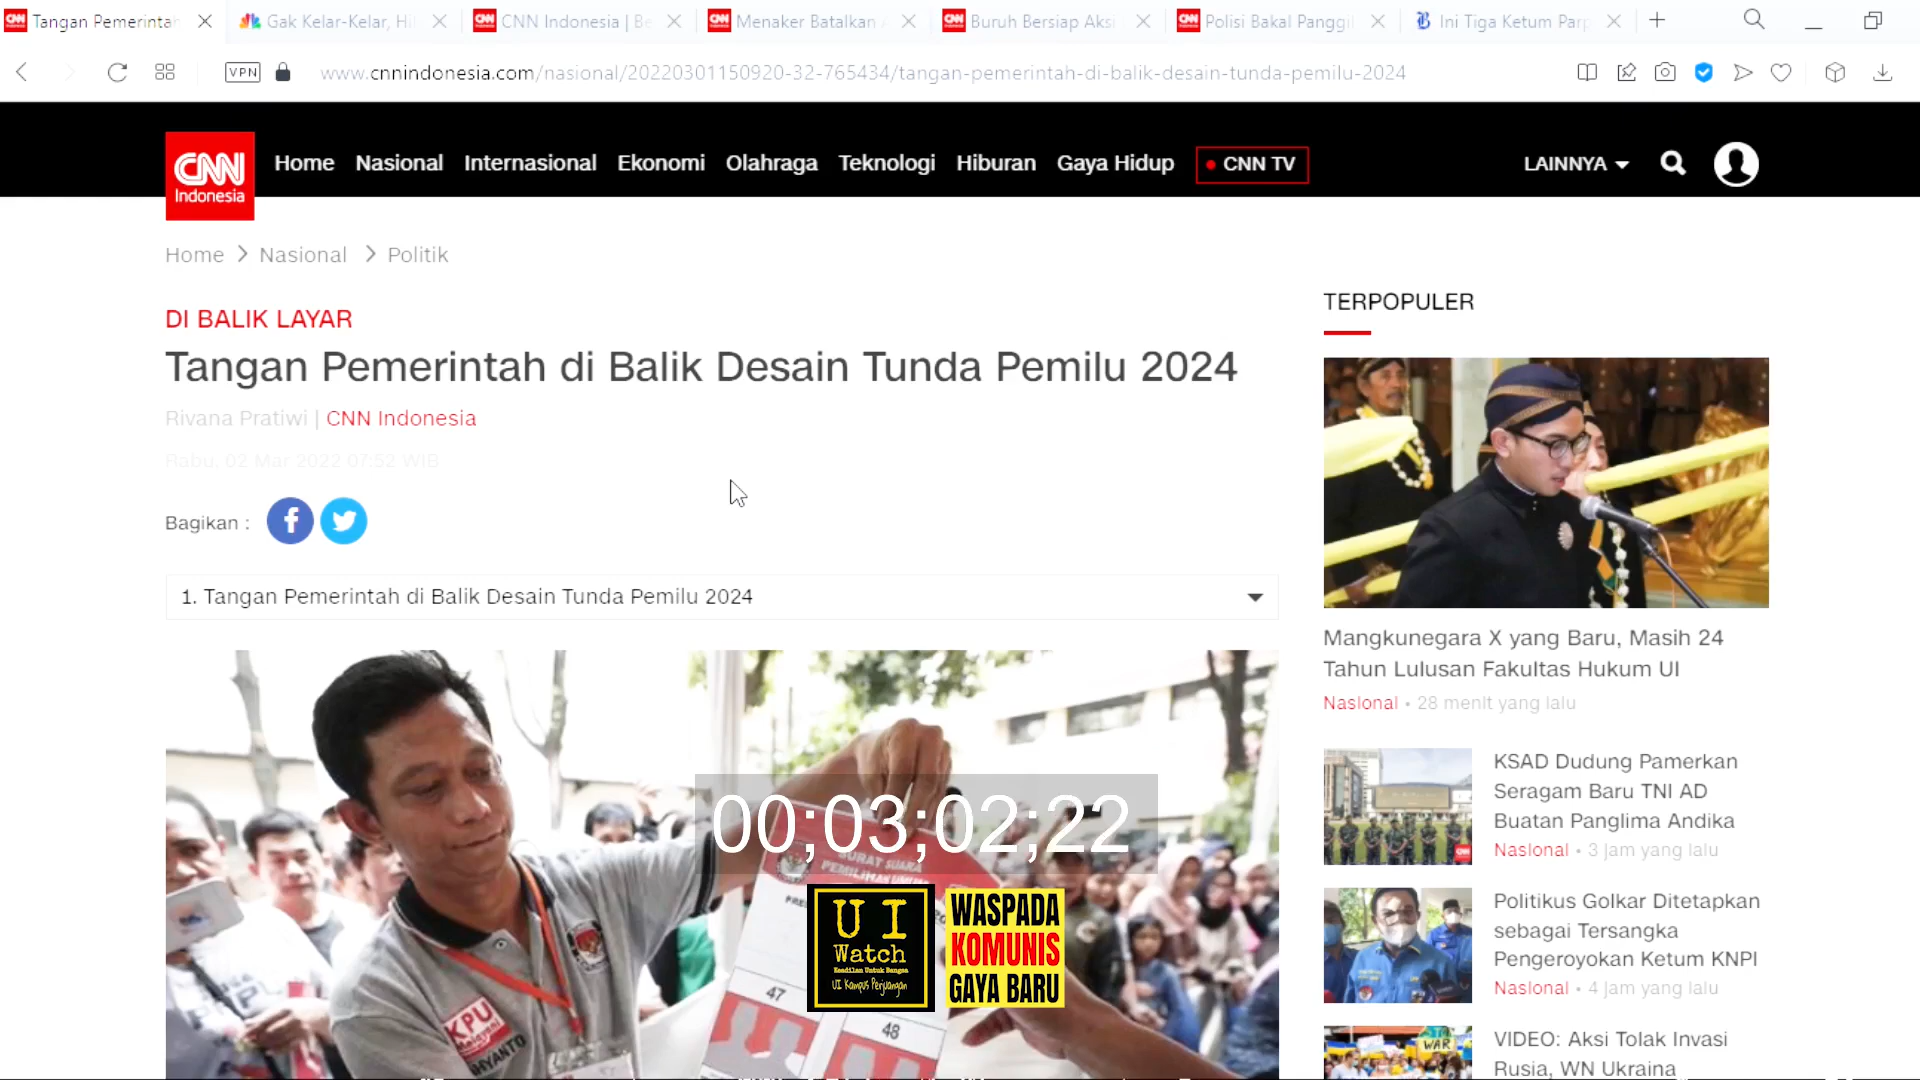 Tangan Pemerinta
Gak Kelar-Kelar, Hi
CNN Indonesia | Be
Menaker Batalkan
Buruh Bersiap Aksi
Polisi Bakal Panggil
Ini Tiga Ketum Parp
VPN
www.cnnindonesia.com/nasional/20220301150920-32-765434/tangan-pemerintah-di-balik-desain-tunda-pemilu-2024
CNN
Indonesia
Home Nasional Internasional Ekonomi Olahraga Teknologi Hiburan Gaya Hidup
CNN TV
LAINNYA
Home > Nasional > Politik
DI BALIK LAYAR
Tangan Pemerintah di Balik Desain Tunda Pemilu 2024
Rivana Pratiwi | CNN Indonesia
Rabu, 02 Mar 2022 07:52 WIB
Bagikan :
1. Tangan Pemerintah di Balik Desain Tunda Pemilu 2024
00;03;02;22
SURAT SUARA
PEMILIHAN UMUM
47
48
KPU
UI
Watch
Keadilan Untuk Bangsa
UI Kampus Perjuangan
WASPADA
KOMUNIS
GAYA BARU
TERPOPULER
Mangkunegara X yang Baru, Masih 24
Tahun Lulusan Fakultas Hukum UI
Nasional • 28 menit yang lalu
KSAD Dudung Pamerkan
Seragam Baru TNI AD
Buatan Panglima Andika
Nasional • 3 jam yang lalu
Politikus Golkar Ditetapkan
sebagai Tersangka
Pengeroyokan Ketum KNPI
Nasional • 4 jam yang lalu
WAR
VIDEO: Aksi Tolak Invasi
Rusia, WN Ukraina